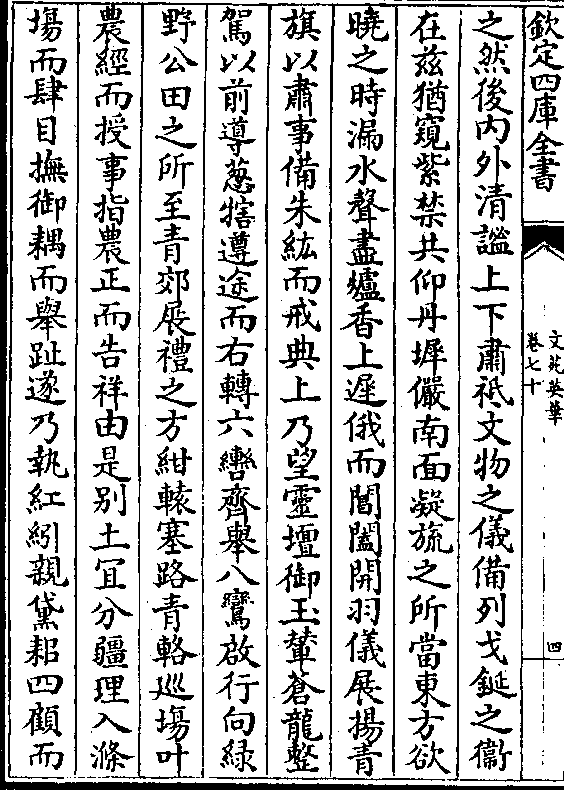 欽定四庫全書
文苑英華
卷七十
四
之然後内外清謐上下肅祗文物之儀備列戈鋋之衞
在兹猶窺紫禁共仰丹墀儼南面凝旒之所當東方欲
曉之時漏水聲盡爐香上遲俄而閶闔開羽儀展揚青
旗以肅事備朱紘而戒典上乃望靈壇御玉輦蒼龍整
駕以前導葱犗遵途而右轉六轡齊舉八鸞啟行向緑
野公田之所至青郊展禮之方紺轅塞路青輅巡塲叶
農經而授事指農正而告祥由是别土冝分疆理入滌
塲而肆目撫御耦而舉趾遂乃執紅紖親黛耜四顧而